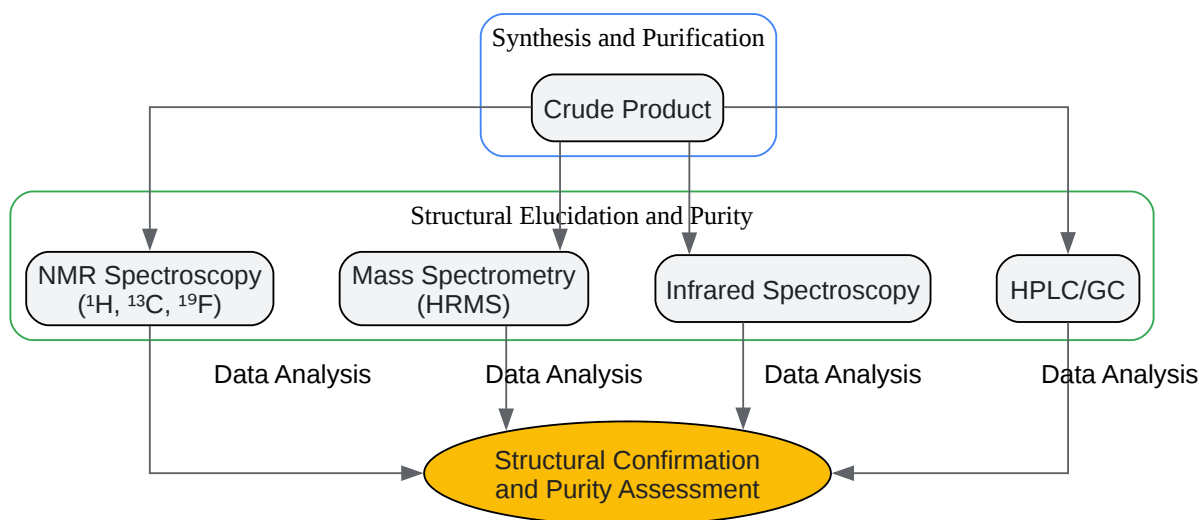 Synthesis and Purification
Crude Product
Structural Elucidation and Purity
NMR Spectroscopy
(¹H, ¹³C, ¹⁹F)
Mass Spectrometry
(HRMS)
Infrared Spectroscopy
HPLC/GC
Data Analysis
Data Analysis
Data Analysis
Data Analysis
Structural Confirmation
and Purity Assessment